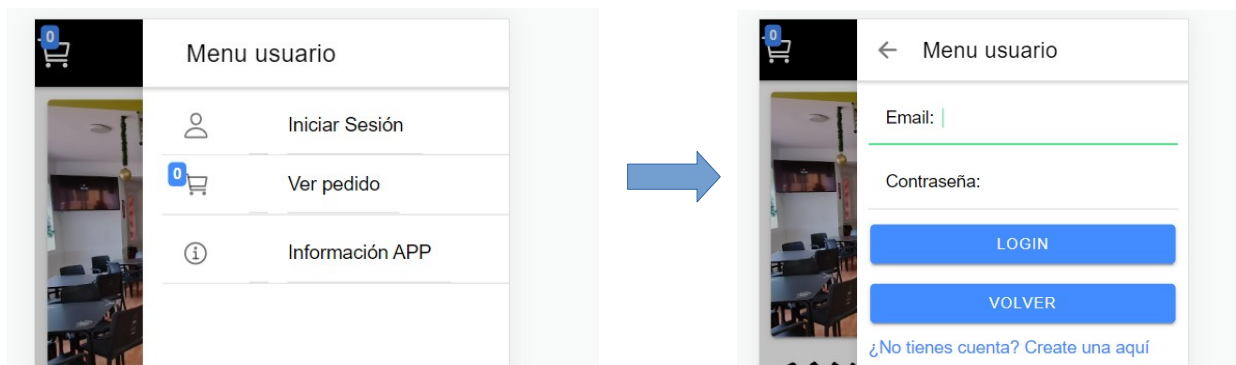 0
Menu usuario
Iniciar Sesión
0
Ver pedido
Información APP
0
Menu usuario
Email:
Contraseña:
LOGIN
VOLVER
¿No tienes cuenta? Create una aquí